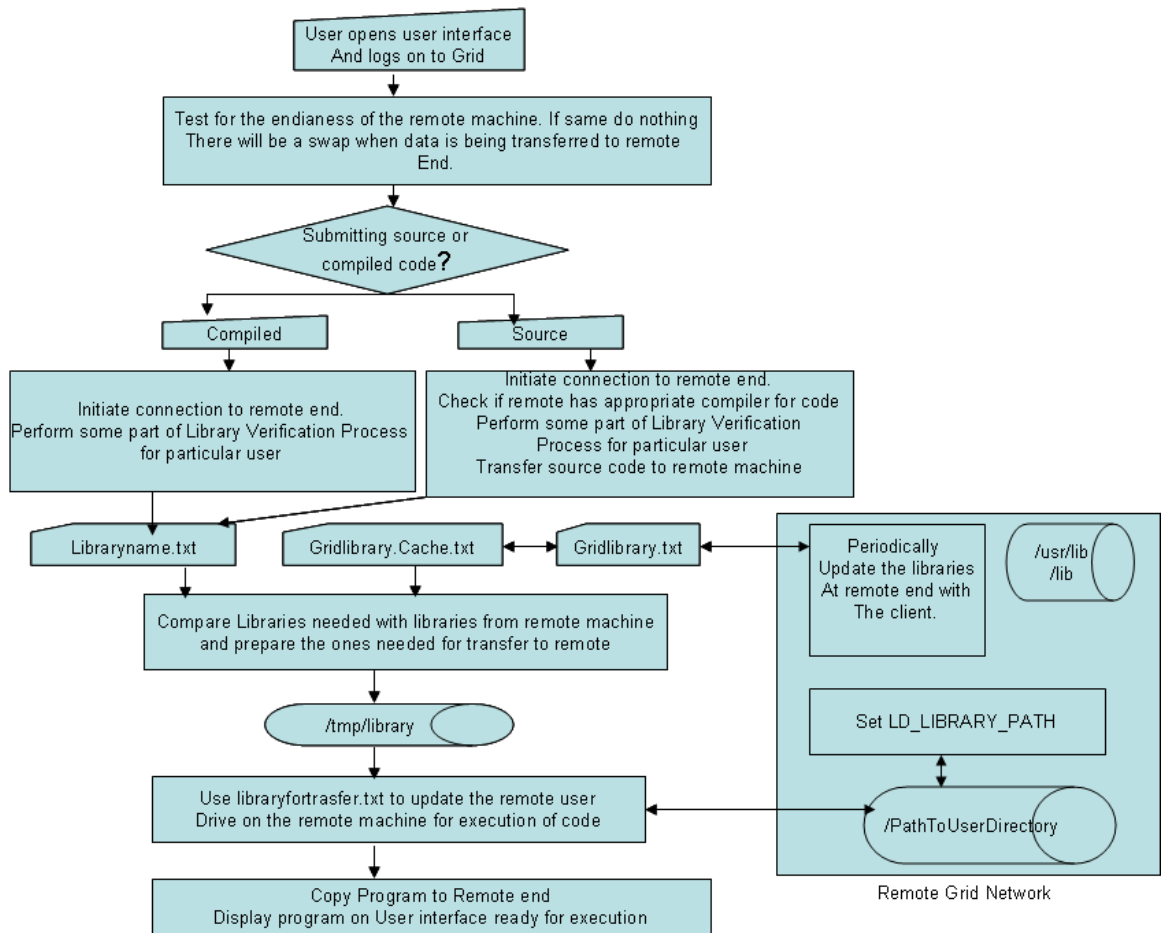 User opens user interface
And logs on to Grid
Test for the endianess of the remote machine. If same do nothing
There will be a swap when data is being transferred to remote
End.
Submitting source or
compiled code?
Compiled
Source
Initiate connection to remote end.
Perform some part of Library Verification Process
for particular user
Initiate connection to remote end.
Check if remote has appropriate compiler for code
Perform some part of Library Verification
Process for particular user
Transfer source code to remote machine
Libraryname.txt
Gridlibrary.Cache.txt
Gridlibrary.txt
Periodically
Update the libraries
At remote end with
The client.
/usr/lib
/lib
Compare Libraries needed with libraries from remote machine
and prepare the ones needed for transfer to remote
/tmp/library
Set LD_LIBRARY_PATH
Use libraryfortrasfer.txt to update the remote user
Drive on the remote machine for execution of code
/PathToUserDirectory
Copy Program to Remote end
Display program on User interface ready for execution
Remote Grid Network